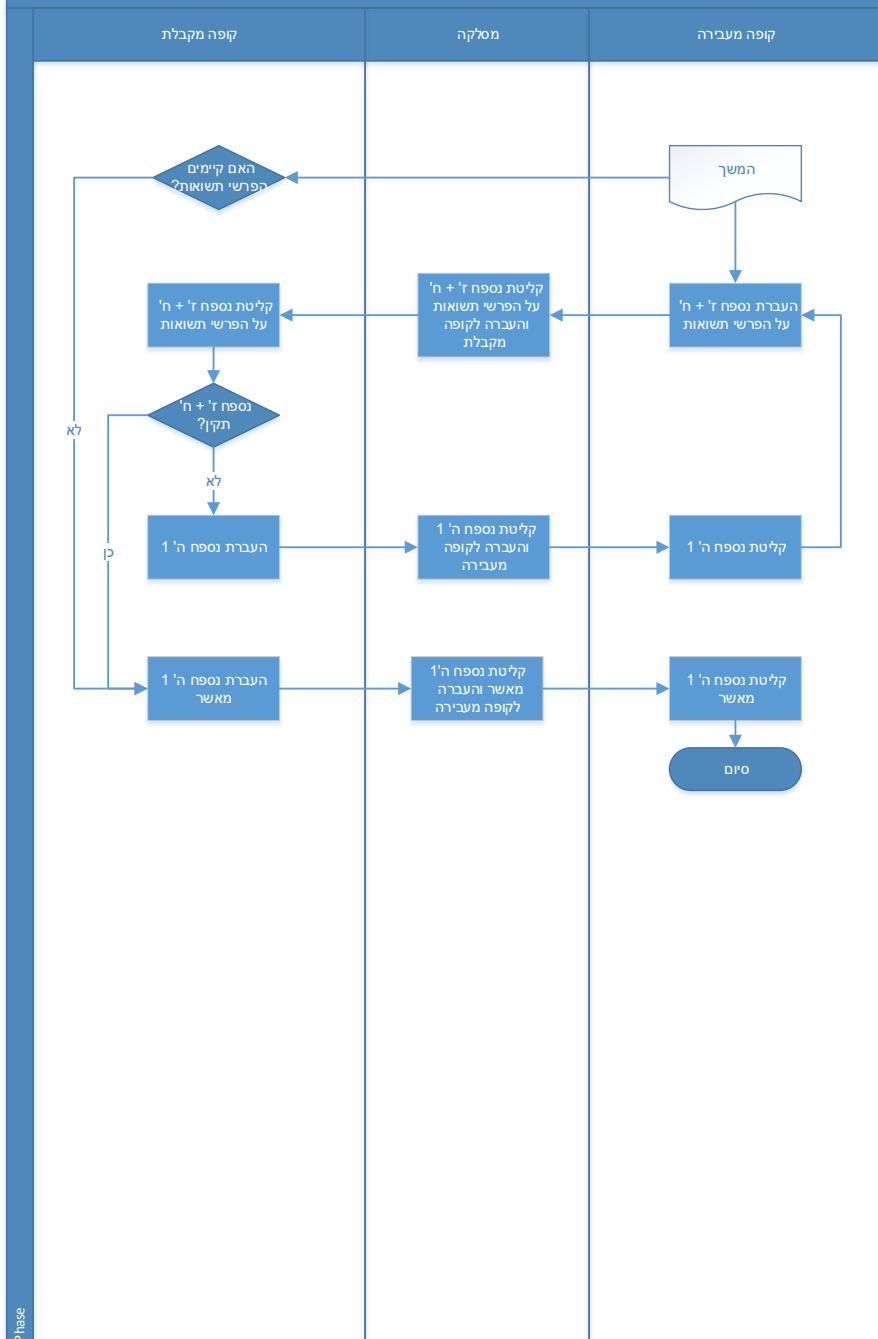 קופה מעבירה
מסלקה
קופה מקבלת
המשך
האם קיימים
הפרשי תשואות?
העברת נספח ז' + ח'
על הפרשי תשואות
קליטת נספח ז' + ח'
על הפרשי תשואות
והעברה לקופה
מקבלת
קליטת נספח ז' + ח'
על הפרשי תשואות
נספח ז' + ח'
תקין?
לא
לא
כן
העברת נספח ה' 1
קליטת נספח ה' 1
והעברה לקופה
מעבירה
קליטת נספח ה' 1
העברת נספח ה' 1
מאשר
קליטת נספח ה'1
מאשר והעברה
לקופה מעבירה
קליטת נספח ה' 1
מאשר
סיום
Phase